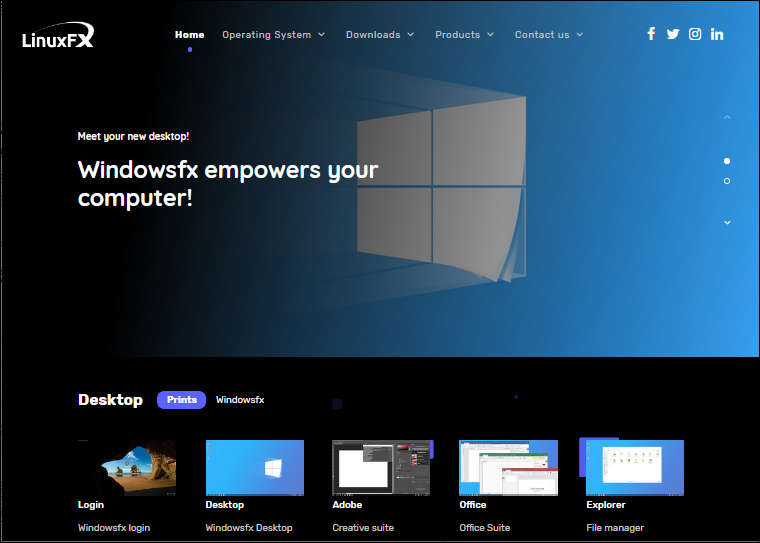 LinuxFX
Home Operating System Downloads Products Contact us
Meet your new desktop!
Windowsfx empowers your
computer!
Desktop Prints Windowsfx
Login Desktop Adobe Office Explorer
Windowsfx login Windowsfx Desktop Creative suite Office Suite File manager